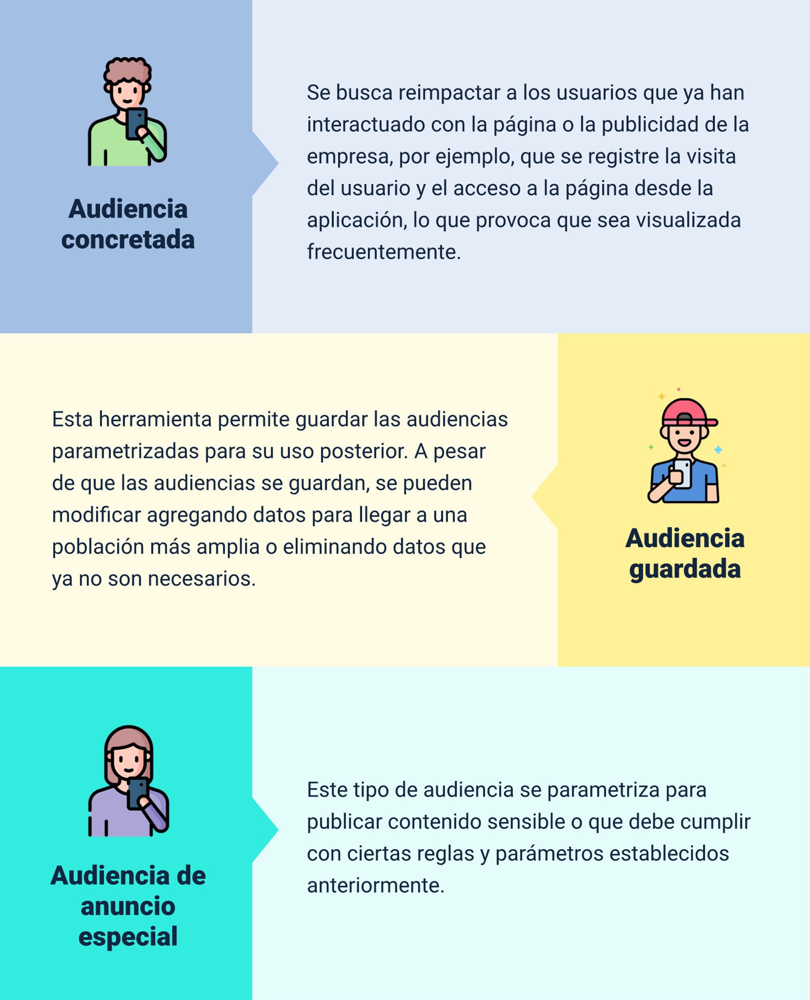 Audiencia
concretada
Se busca reimpactar a los usuarios que ya han
interactuado con la página o la publicidad de la
empresa, por ejemplo, que se registre la visita
del usuario y el acceso a la página desde la
aplicación, lo que provoca que sea visualizada
frecuentemente.
Esta herramienta permite guardar las audiencias
parametrizadas para su uso posterior. A pesar
de que las audiencias se guardan, se pueden
modificar agregando datos para llegar a una
población más amplia o eliminando datos que
ya no son necesarios.
Audiencia
guardada
Audiencia de
anuncio
especial
Este tipo de audiencia se parametriza para
publicar contenido sensible o que debe cumplir
con ciertas reglas y parámetros establecidos
anteriormente.